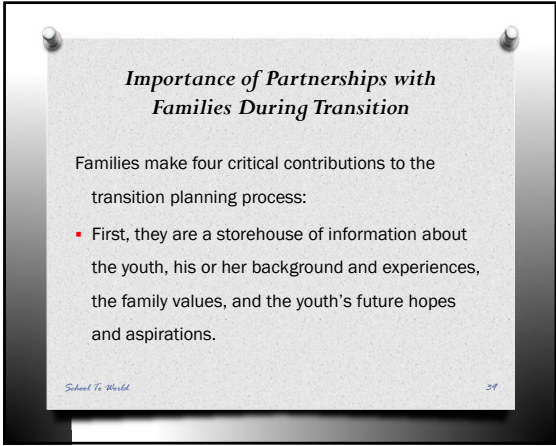 Importance of Partnerships with
Families During Transition
Families make four critical contributions to the
transition planning process:
▪ First, they are a storehouse of information about
the youth, his or her background and experiences,
the family values, and the youth's future hopes
and aspirations.
School To World 39